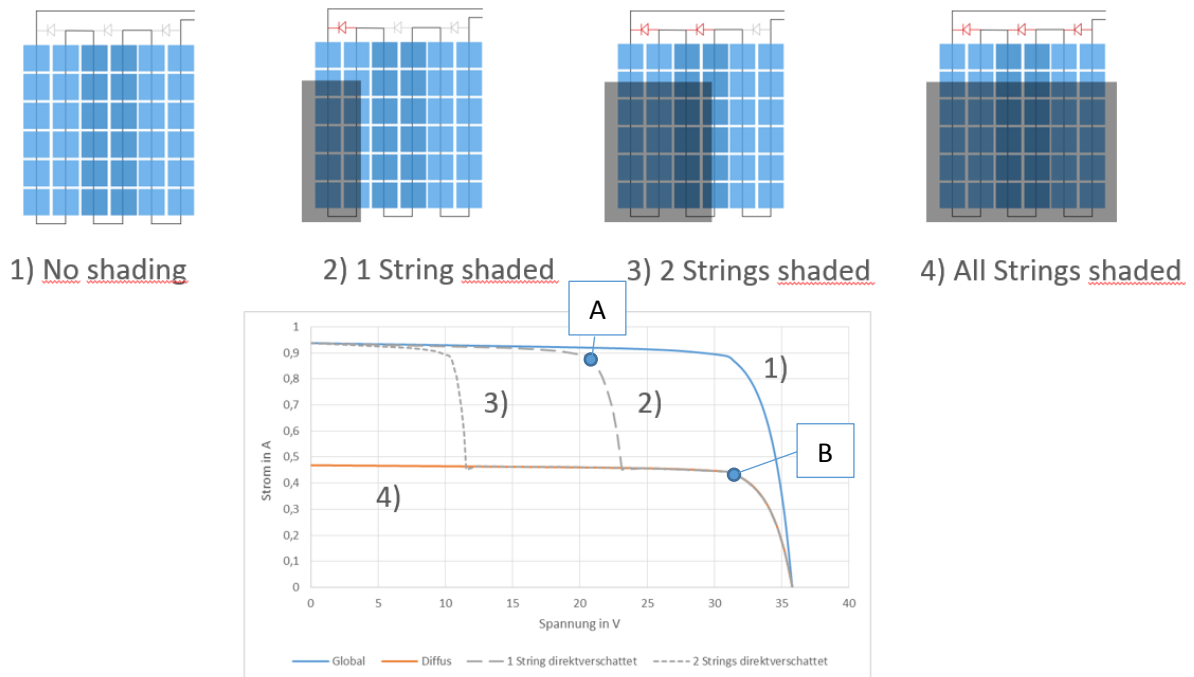 1) No shading
2) 1 String shaded
3) 2 Strings shaded
4) All Strings shaded
A
1
0,9
0,8
0,7
0,6
0,5
0,4
0,3
0,2
0,1
0
Strom in A
1)
2)
3)
B
4)
0 5 10 15 20 25 30 35 40
Spannung in V
Global Diffus 1 String direktverschattet 2 Strings direktverschattet